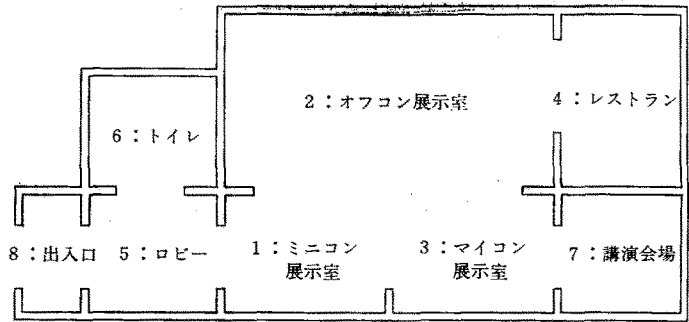 2：オフコン展示室
4：レストラン
6：トイレ
8：出入口
5：ロビー
1：ミニコン
展示室
3：マイコン
展示室
7：講演会場